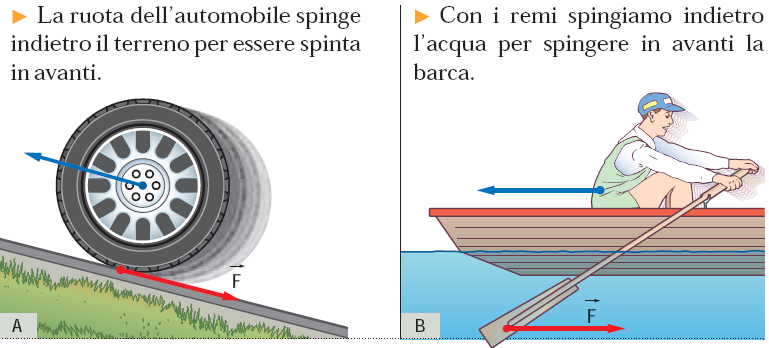 ▶ La ruota dell'automobile spinge
indietro il terreno per essere spinta
in avanti.
F
A
▶ Con i remi spingiamo indietro
l'acqua per spingere in avanti la
barca.
F
B